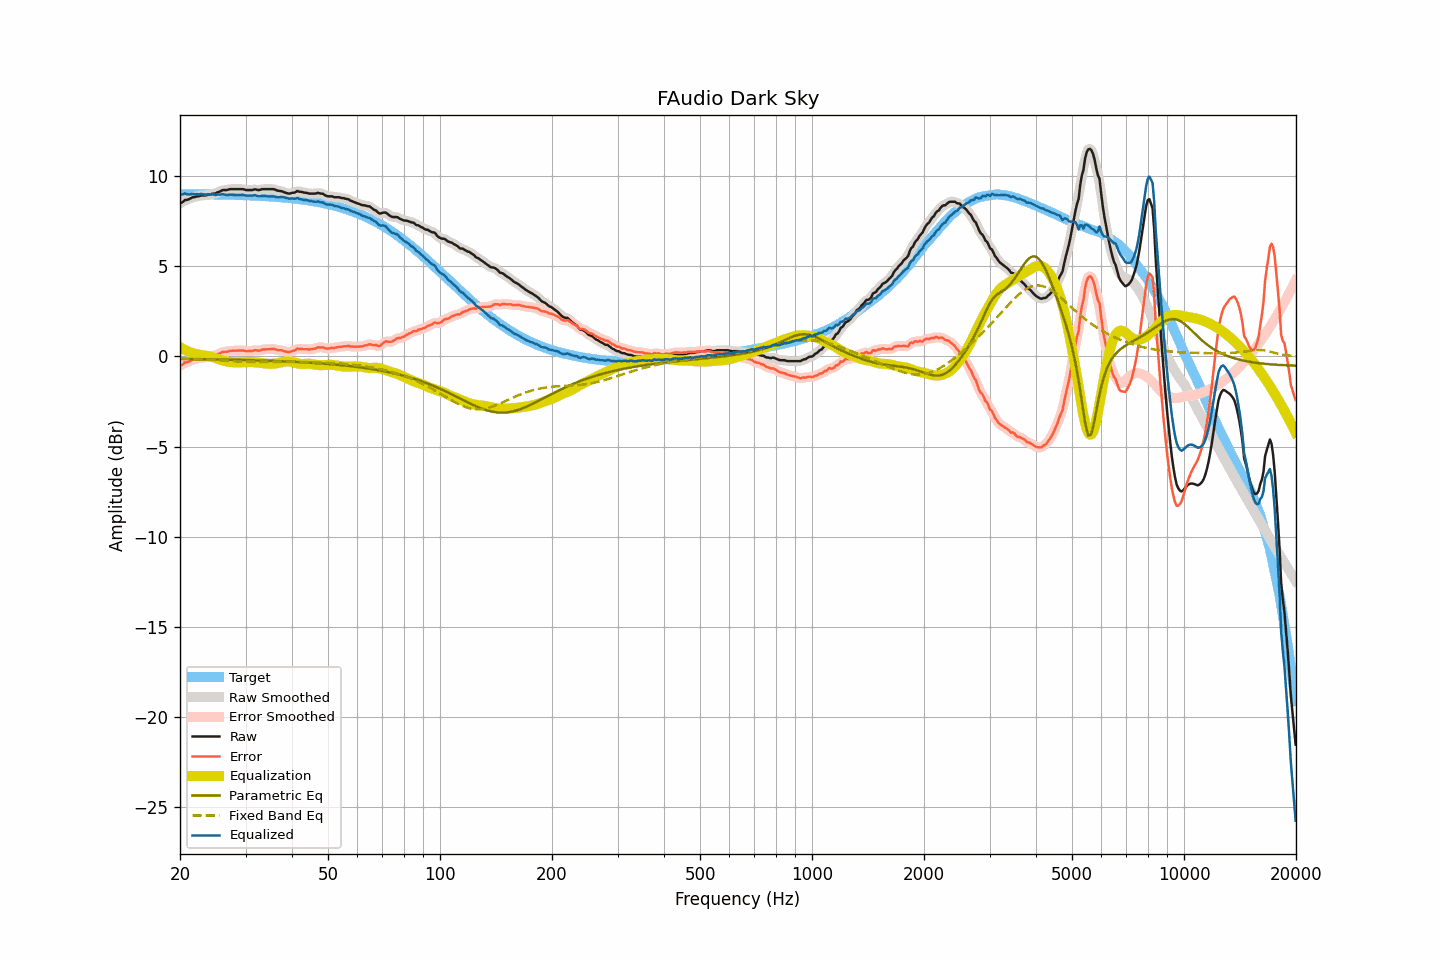 FAudio Dark Sky
Amplitude (dBr)
10
5
0
−5
−10
−15
−20
−25
Target
Raw Smoothed
Error Smoothed
Raw
Error
Equalization
Parametric Eq
Fixed Band Eq
Equalized
20 50 100 200 500 1000 2000 5000 10000 20000
Frequency (Hz)